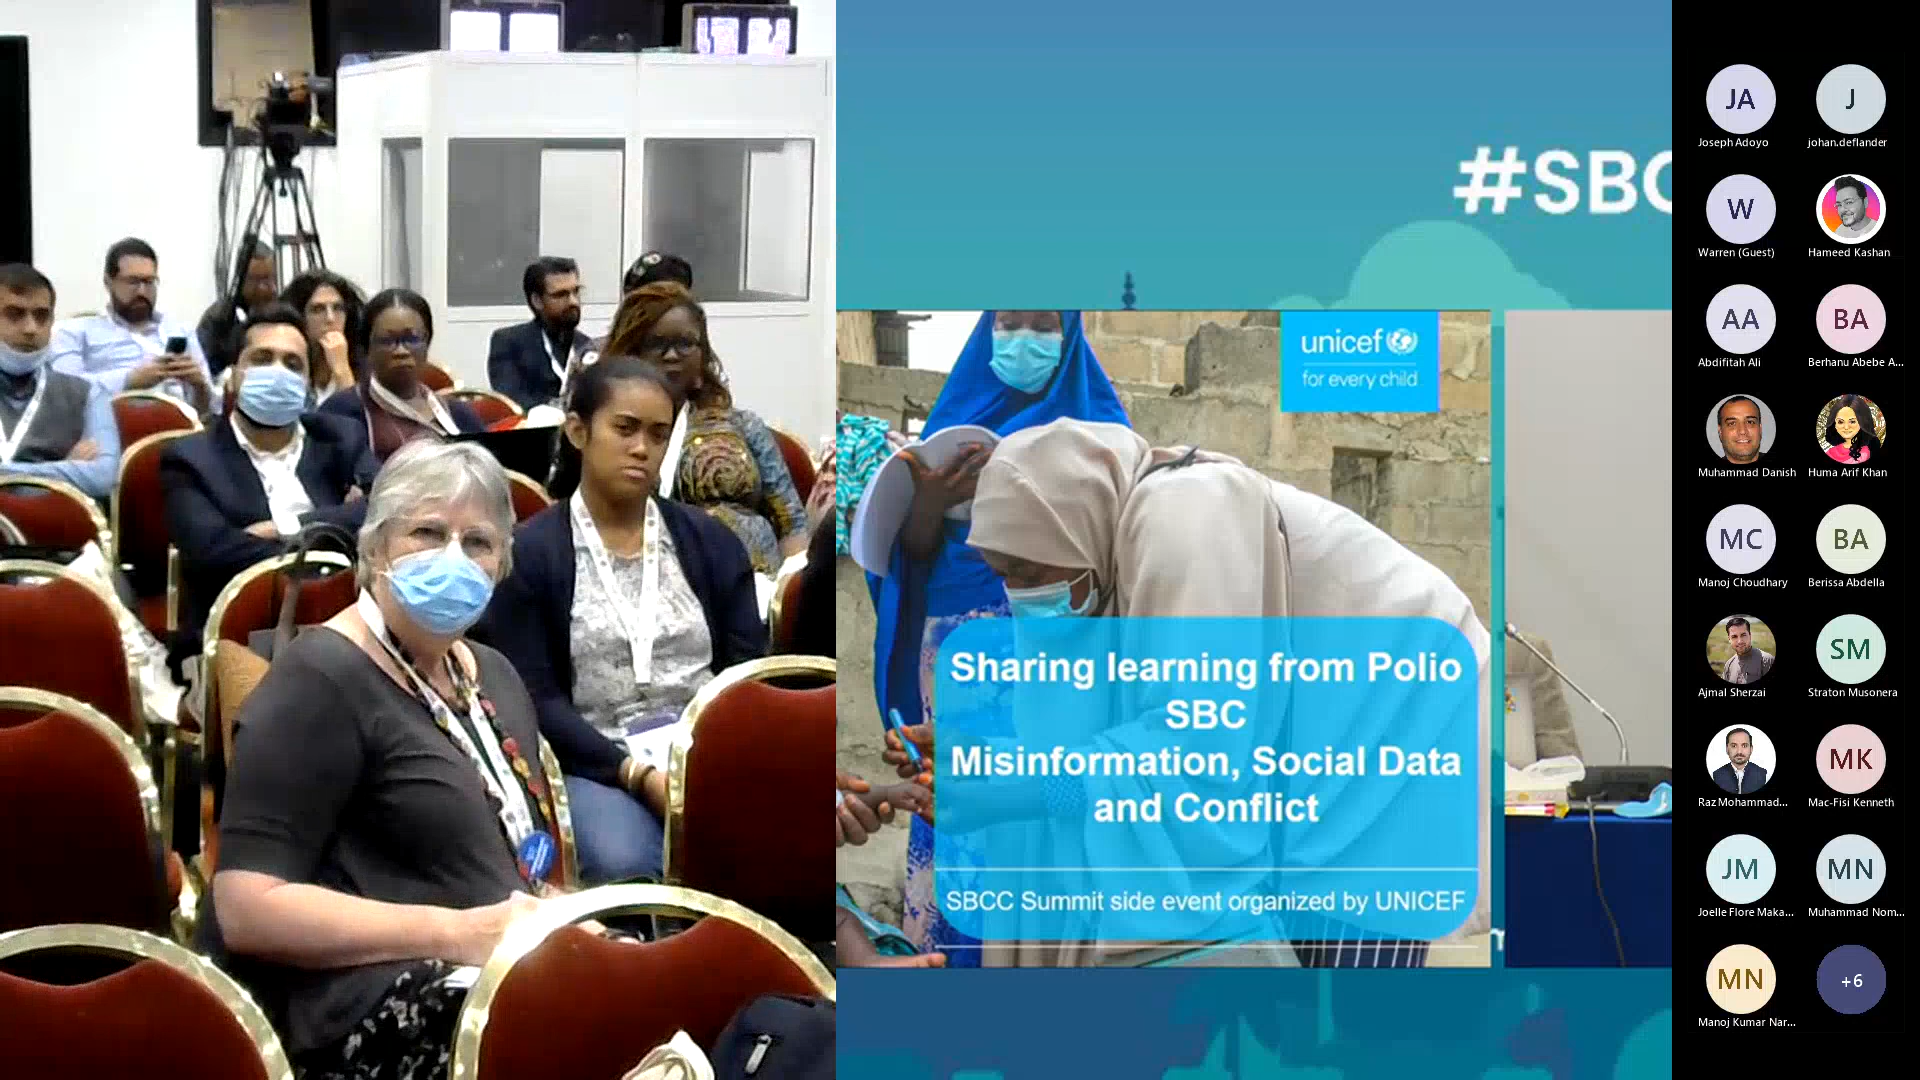 #SBC
unicef
for every child
Sharing learning from Polio
SBC
Misinformation, Social Data
and Conflict
SBCC Summit side event organized by UNICEF
JA
Joseph Adoyo
J
johan.deflander
W
Warren (Guest)
Hameed Kashan
AA
Abdifitah Ali
BA
Berhanu Abebe A...
Muhammad Danish
Huma Arif Khan
MC
Manoj Choudhary
BA
Berissa Abdella
Ajmal Sherzai
SM
Straton Musonera
Raz Mohammad...
MK
Mac-Fisi Kenneth
JM
Joelle Flore Maka...
MN
Muhammad Nom...
MN
Manoj Kumar Nar...
+6